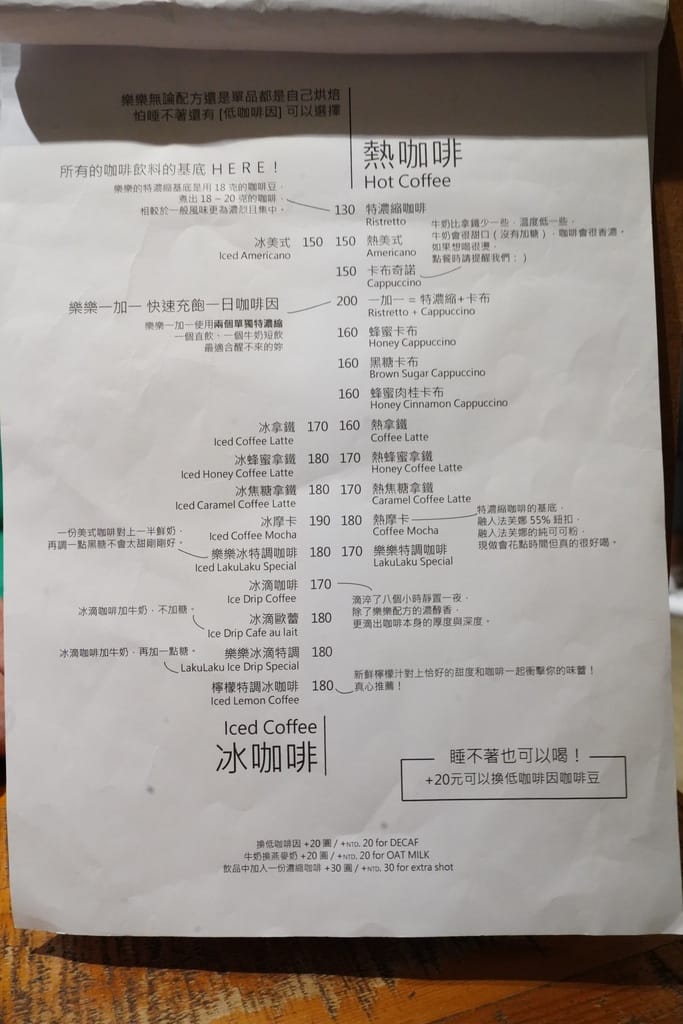 樂樂無論配方還是單品都是自己烘焙
怕睡不著還有 [低咖啡因] 可以選擇
熱咖啡
Hot Coffee
所有的咖啡飲料的基底 H E R E !
樂樂的特濃縮基底是用 18 克的咖啡豆,
煮出 18 ~ 20 克的咖啡,
相較於一般風味更為濃烈且集中。
130 特濃縮咖啡
Ristretto
牛奶比拿鐵少一些, 溫度低一些,
牛奶會很甜口 ( 沒有加糖 ), 咖啡會很香濃。
如果想喝很燙,
點餐時請提醒我們 ; )
冰美式 150 150 熱美式
Iced Americano Americano
150 卡布奇諾
Cappuccino
樂樂一加一 快速充飽一日咖啡因
200 一加一 = 特濃縮+卡布
Ristretto + Cappuccino
樂樂一加一使用兩個單獨特濃縮
一個直飲、一個牛奶短飲
最適合醒不來的妳
160 蜂蜜卡布
Honey Cappuccino
160 黑糖卡布
Brown Sugar Cappuccino
160 蜂蜜肉桂卡布
Honey Cinnamon Cappuccino
冰拿鐵 170 160 熱拿鐵
Iced Coffee Latte Coffee Latte
冰蜂蜜拿鐵 180 170 熱蜂蜜拿鐵
Iced Honey Coffee Latte Honey Coffee Latte
冰焦糖拿鐵 180 170 熱焦糖拿鐵
Iced Caramel Coffee Latte Caramel Coffee Latte
冰摩卡 190 180 熱摩卡
Iced Coffee Mocha Coffee Mocha
特濃縮咖啡的基底,
融入法芙娜 55% 鈕扣,
融入法芙娜的純可可粉,
現做會花點時間但真的很好喝。
一份美式咖啡對上一半鮮奶,
再調一點黑糖不會太甜剛剛好。
樂樂冰特調咖啡 180 170 樂樂特調咖啡
Iced LakuLaku Special LakuLaku Special
冰滴咖啡 170
Ice Drip Coffee
滴淬了八個小時靜置一夜,
除了樂樂配方的濃醇香,
更滴出咖啡本身的厚度與深度。
冰滴咖啡加牛奶, 不加糖。
冰滴歐蕾 180
Ice Drip Cafe au lait
冰滴咖啡加牛奶, 再加一點糖。
樂樂冰滴特調 180
LakuLaku Ice Drip Special
檸檬特調冰咖啡 180
Iced Lemon Coffee
新鮮檸檬汁對上恰好的甜度和咖啡一起衝擊你的味蕾 !
真心推薦 !
Iced Coffee
冰咖啡
睡不著也可以喝 !
+20元可以換低咖啡因咖啡豆
換低咖啡因 +20 圓 / +NTD. 20 for DECAF
牛奶換燕麥奶 +20 圓 / +NTD. 20 for OAT MILK
飲品中加入一份濃縮咖啡 +30 圓 / +NTD. 30 for extra shot